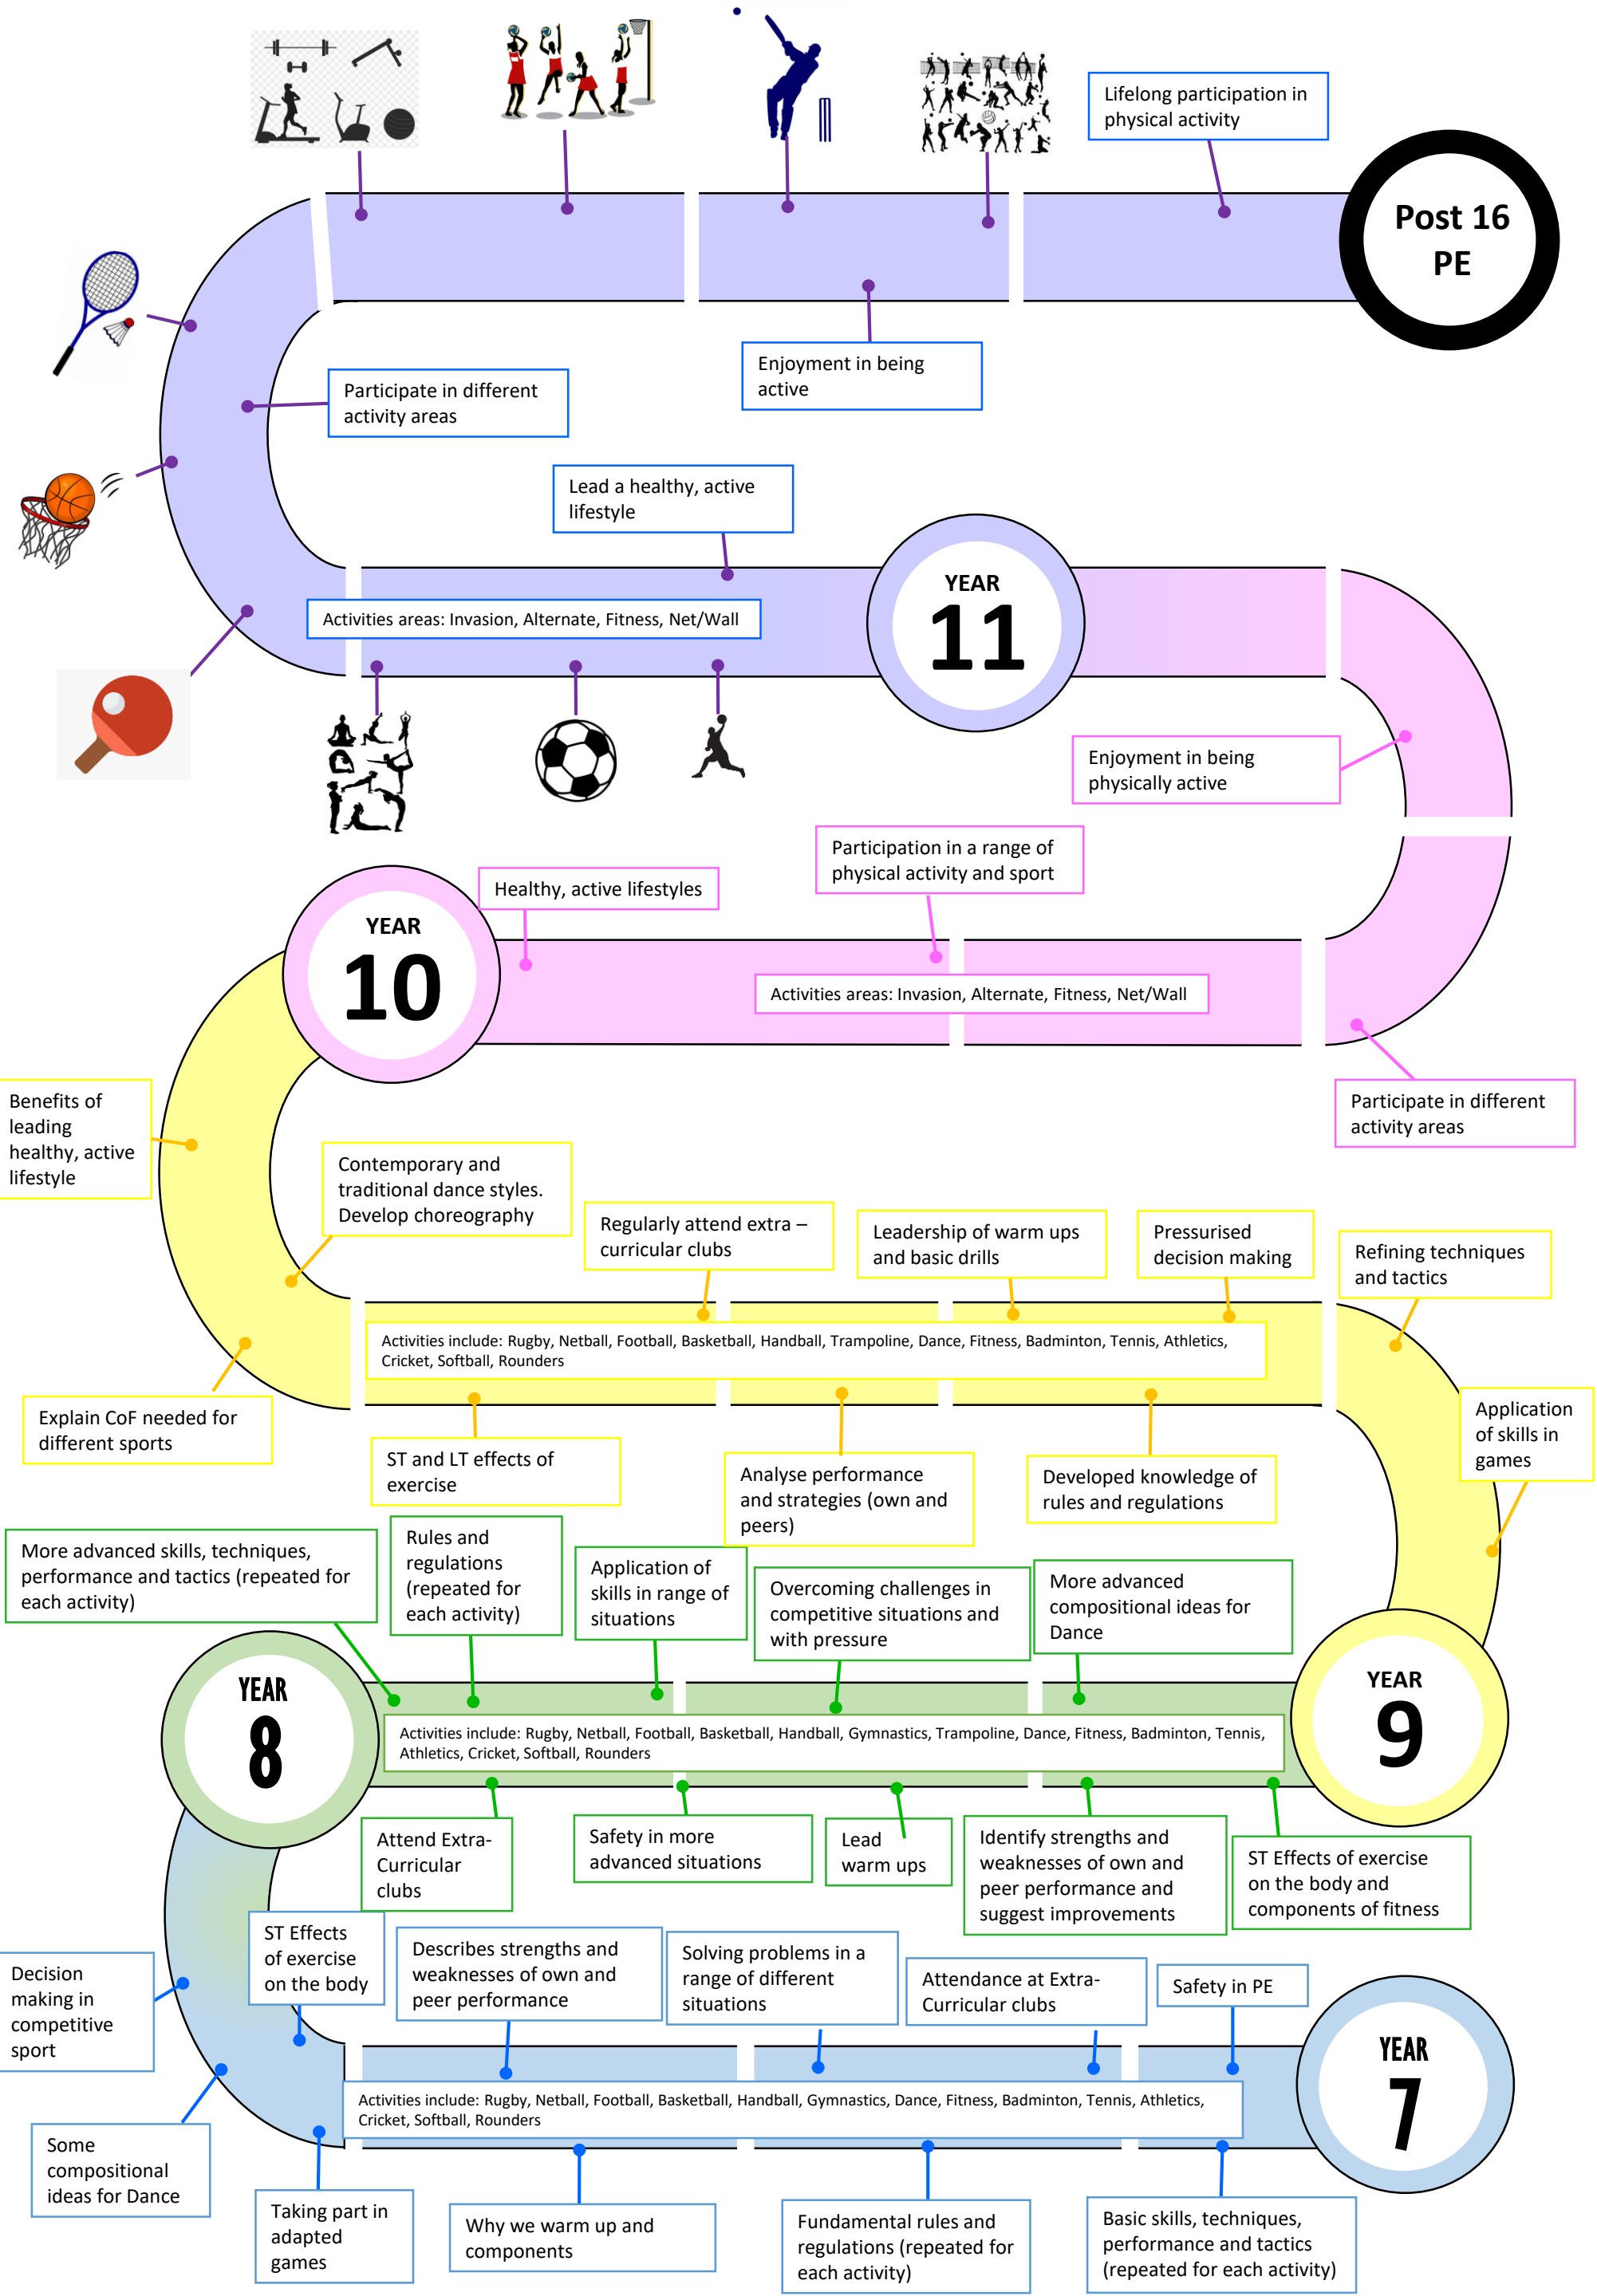 Lifelong participation in
physical activity
Post 16
PE
Enjoyment in being
active
Participate in different
activity areas
Lead a healthy, active
lifestyle
Activities areas: Invasion, Alternate, Fitness, Net/Wall
YEAR
11
Enjoyment in being
physically active
Participation in a range of
physical activity and sport
Healthy, active lifestyles
YEAR
10
Activities areas: Invasion, Alternate, Fitness, Net/Wall
Participate in different
activity areas
Benefits of
leading
healthy, active
lifestyle
Contemporary and
traditional dance styles.
Develop choreography
Regularly attend extra –
curricular clubs
Leadership of warm ups
and basic drills
Pressurised
decision making
Refining techniques
and tactics
Activities include: Rugby, Netball, Football, Basketball, Handball, Trampoline, Dance, Fitness, Badminton, Tennis, Athletics,
Cricket, Softball, Rounders
Explain CoF needed for
different sports
ST and LT effects of
exercise
Analyse performance
and strategies (own and
peers)
Developed knowledge of
rules and regulations
Application
of skills in
games
More advanced skills, techniques,
performance and tactics (repeated for
each activity)
Rules and
regulations
(repeated for
each activity)
Application of
skills in range of
situations
Overcoming challenges in
competitive situations and
with pressure
More advanced
compositional ideas for
Dance
YEAR
8
YEAR
9
Activities include: Rugby, Netball, Football, Basketball, Handball, Gymnastics, Trampoline, Dance, Fitness, Badminton, Tennis,
Athletics, Cricket, Softball, Rounders
Attend Extra-
Curricular
clubs
Safety in more
advanced situations
Lead
warm ups
Identify strengths and
weaknesses of own and
peer performance and
suggest improvements
ST Effects of exercise
on the body and
components of fitness
Decision
making in
competitive
sport
ST Effects
of exercise
on the body
Describes strengths and
weaknesses of own and
peer performance
Solving problems in a
range of different
situations
Attendance at Extra-
Curricular clubs
Safety in PE
YEAR
7
Activities include: Rugby, Netball, Football, Basketball, Handball, Gymnastics, Dance, Fitness, Badminton, Tennis, Athletics,
Cricket, Softball, Rounders
Some
compositional
ideas for Dance
Taking part in
adapted
games
Why we warm up and
components
Fundamental rules and
regulations (repeated for
each activity)
Basic skills, techniques,
performance and tactics
(repeated for each activity)